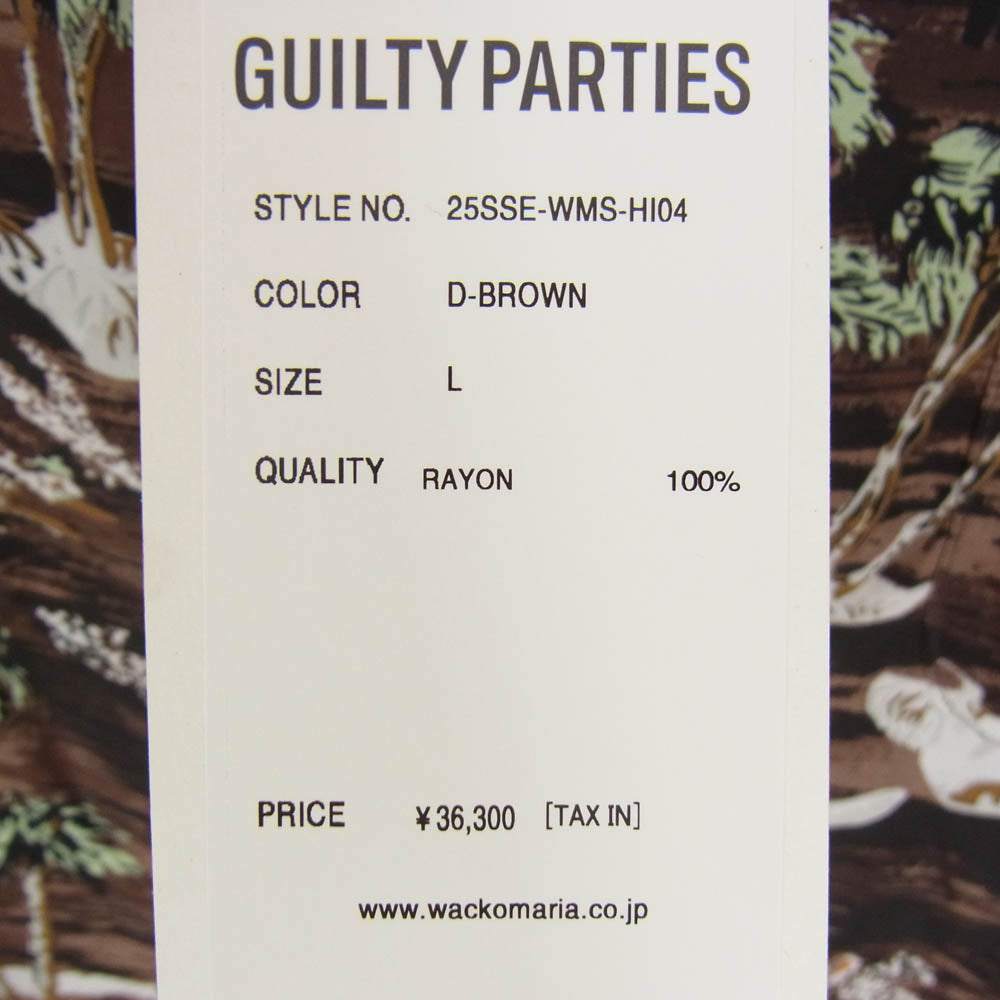 GUILTY PARTIES
STYLE NO. 25SSE-WMS-HI04
COLOR D-BROWN
SIZE L
QUALITY RAYON 100%
PRICE ¥36,300 [TAX IN]
www.wackomaria.co.jp